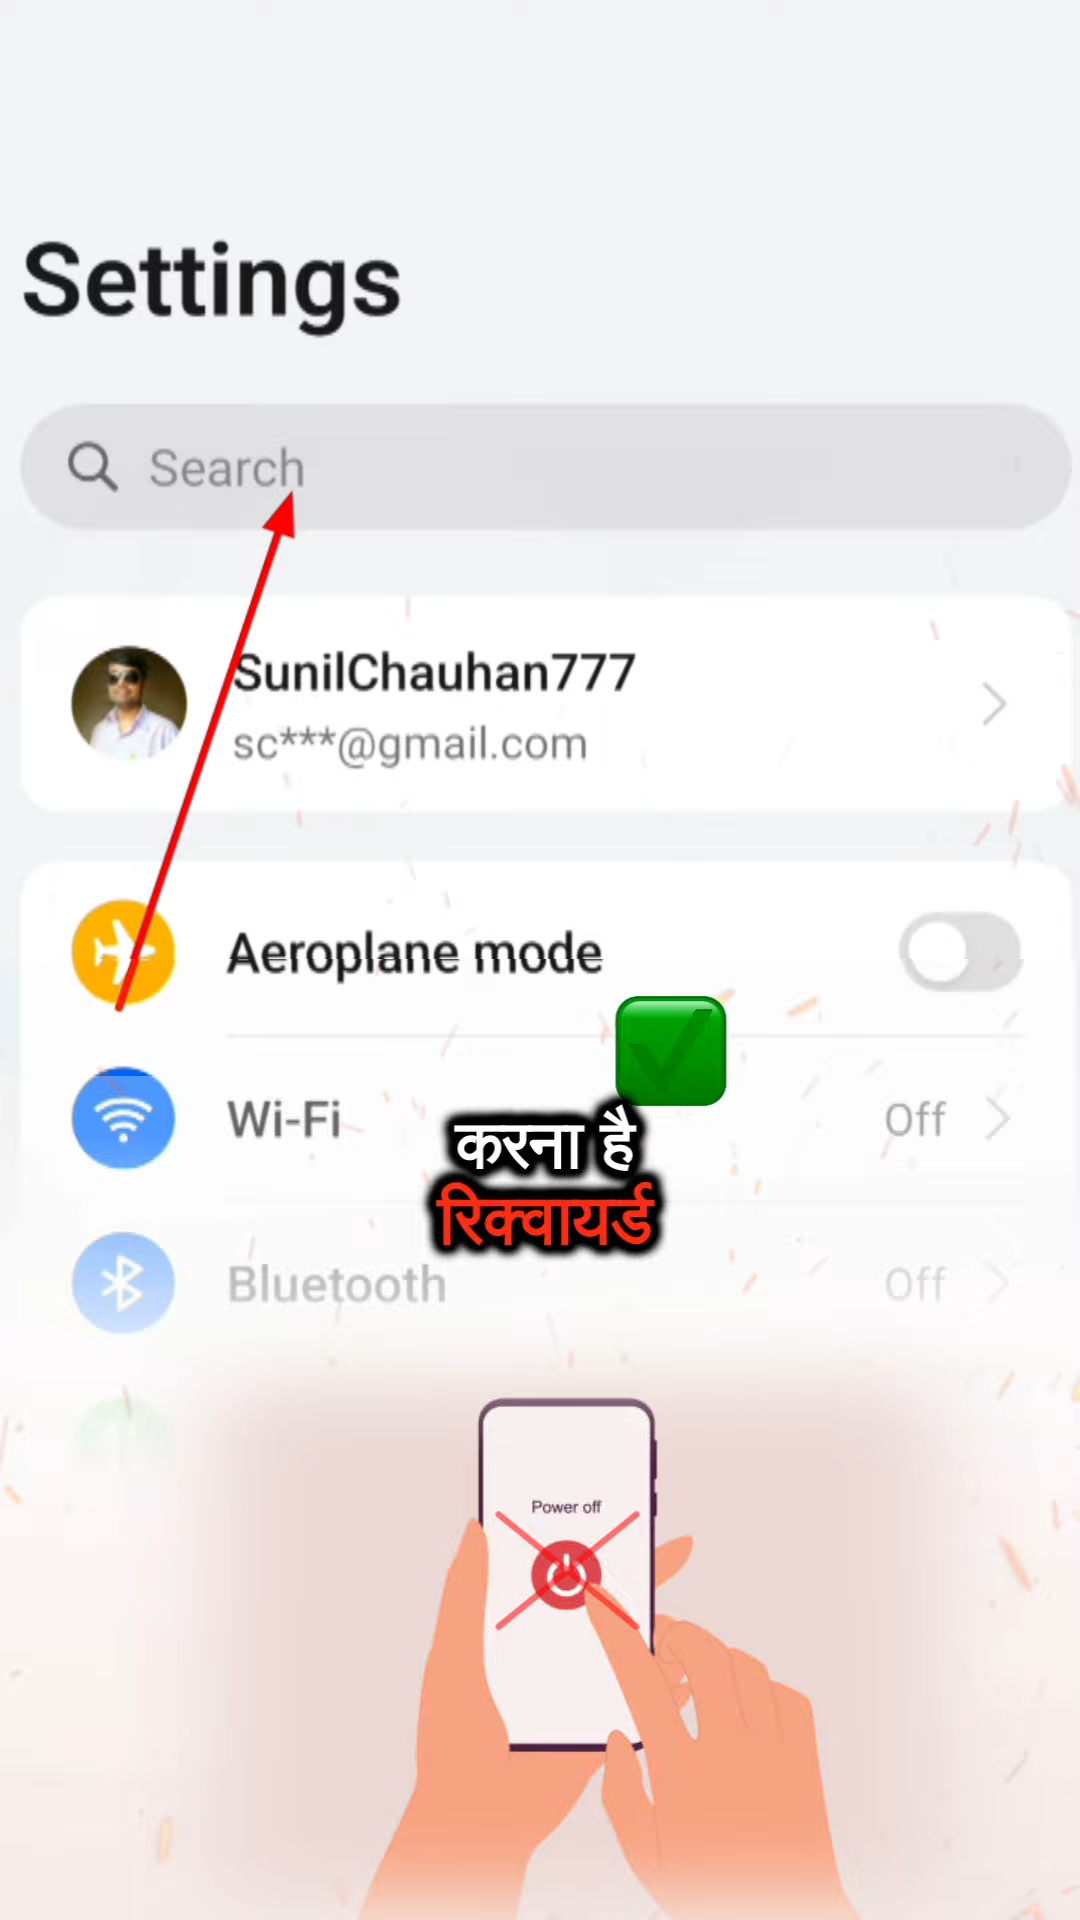 Settings
Search
SunilChauhan777
sc***@gmail.com
Aeroplane mode
Wi-Fi
Off
करना है
रिक्वायर्ड
Bluetooth
Off
Power off